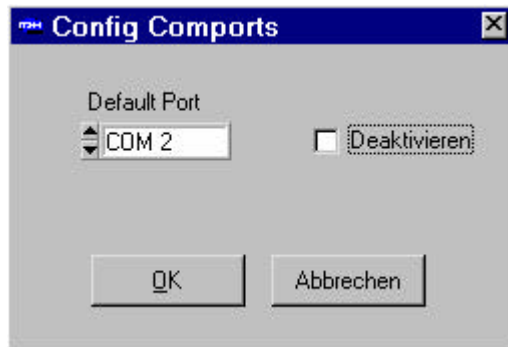 Config Comports
Default Port
COM 2
Deaktivieren
OK
Abbrechen